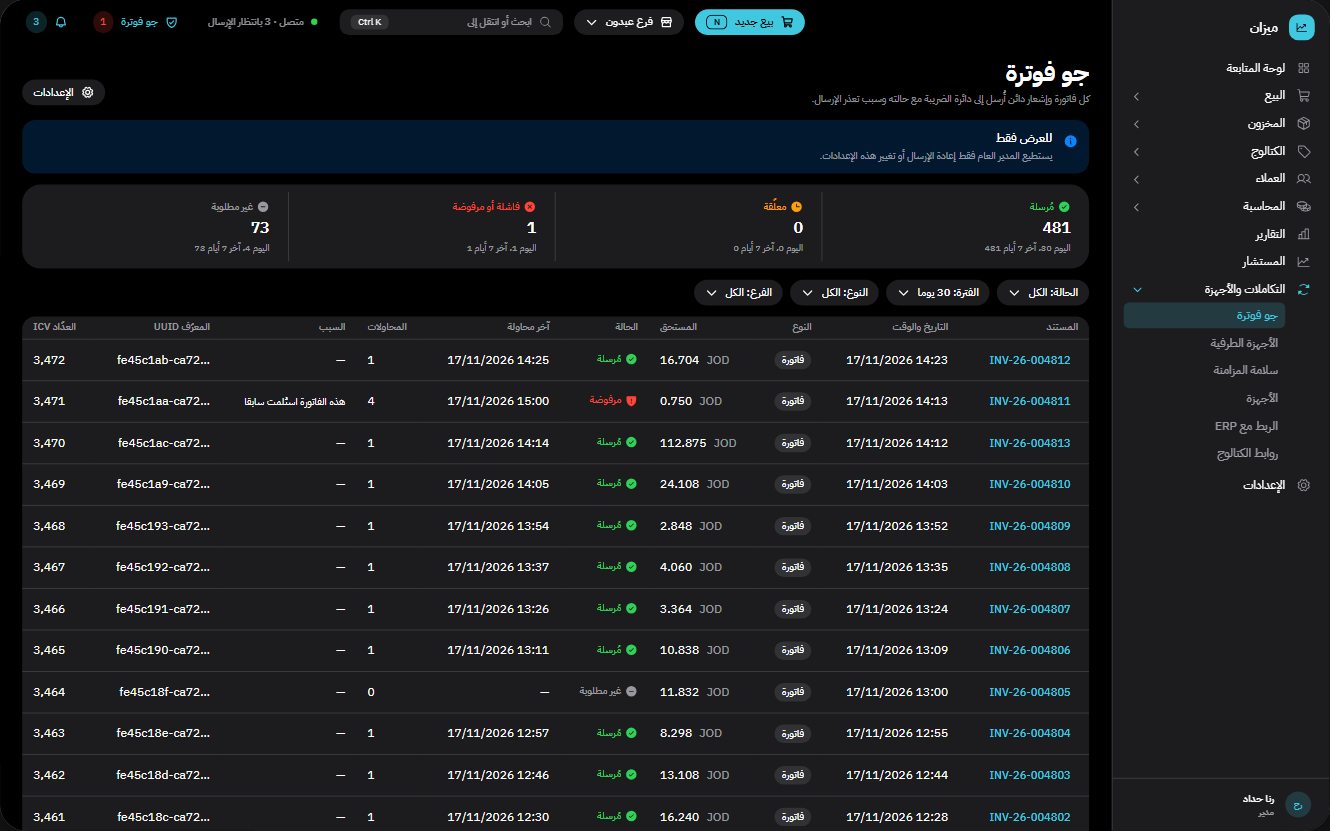 ميزان
لوحة المتابعة
البيع
المخزون
الكتالوج
العملاء
المحاسبة
التقارير
المستشار
التكاملات والأجهزة
جو فوترة
الأجهزة الطرفية
سلامة المزامنة
الأجهزة
الربط مع ERP
روابط الكتالوج
الإعدادات
رح
رنا حداد
مدير
بيع جديد N
فرع عبدون
ابحث أو انتقل إلى Ctrl K
متصل · 3 بانتظار الإرسال
جو فوترة 1
3
جو فوترة
كل فاتورة وإشعار دائن أُرسل إلى دائرة الضريبة مع حالته وسبب تعذر الإرسال.
الإعدادات
للعرض فقط
يستطيع المدير العام فقط إعادة الإرسال أو تغيير هذه الإعدادات.
مُرسلة
481
اليوم 80، آخر 7 أيام 481
معلّقة
0
اليوم 0، آخر 7 أيام 0
فاشلة أو مرفوضة
1
اليوم 1، آخر 7 أيام 1
غير مطلوبة
73
اليوم 4، آخر 7 أيام 73
الحالة: الكل
الفترة: 30 يوما
النوع: الكل
الفرع: الكل
المستند التاريخ والوقت النوع المستحق الحالة آخر محاولة المحاولات السبب المعرّف UUID العدّاد ICV
INV-26-004812 17/11/2026 14:23 فاتورة 16.704 JOD مُرسلة 17/11/2026 14:25 1 — fe45c1ab-ca72... 3,472
INV-26-004811 17/11/2026 14:13 فاتورة 0.750 JOD مرفوضة 17/11/2026 15:00 4 هذه الفاتورة استُلمت سابقا fe45c1aa-ca72... 3,471
INV-26-004813 17/11/2026 14:12 فاتورة 112.875 JOD مُرسلة 17/11/2026 14:14 1 — fe45c1ac-ca72... 3,470
INV-26-004810 17/11/2026 14:03 فاتورة 24.108 JOD مُرسلة 17/11/2026 14:05 1 — fe45c1a9-ca72... 3,469
INV-26-004809 17/11/2026 13:52 فاتورة 2.848 JOD مُرسلة 17/11/2026 13:54 1 — fe45c193-ca72... 3,468
INV-26-004808 17/11/2026 13:35 فاتورة 4.060 JOD مُرسلة 17/11/2026 13:37 1 — fe45c192-ca72... 3,467
INV-26-004807 17/11/2026 13:24 فاتورة 3.364 JOD مُرسلة 17/11/2026 13:26 1 — fe45c191-ca72... 3,466
INV-26-004806 17/11/2026 13:09 فاتورة 10.838 JOD مُرسلة 17/11/2026 13:11 1 — fe45c190-ca72... 3,465
INV-26-004805 17/11/2026 13:00 فاتورة 11.832 JOD غير مطلوبة — 0 — fe45c18f-ca72... 3,464
INV-26-004804 17/11/2026 12:55 فاتورة 8.298 JOD مُرسلة 17/11/2026 12:57 1 — fe45c18e-ca72... 3,463
INV-26-004803 17/11/2026 12:44 فاتورة 13.108 JOD مُرسلة 17/11/2026 12:46 1 — fe45c18d-ca72... 3,462
INV-26-004802 17/11/2026 12:28 فاتورة 16.240 JOD مُرسلة 17/11/2026 12:30 1 — fe45c18c-ca72... 3,461